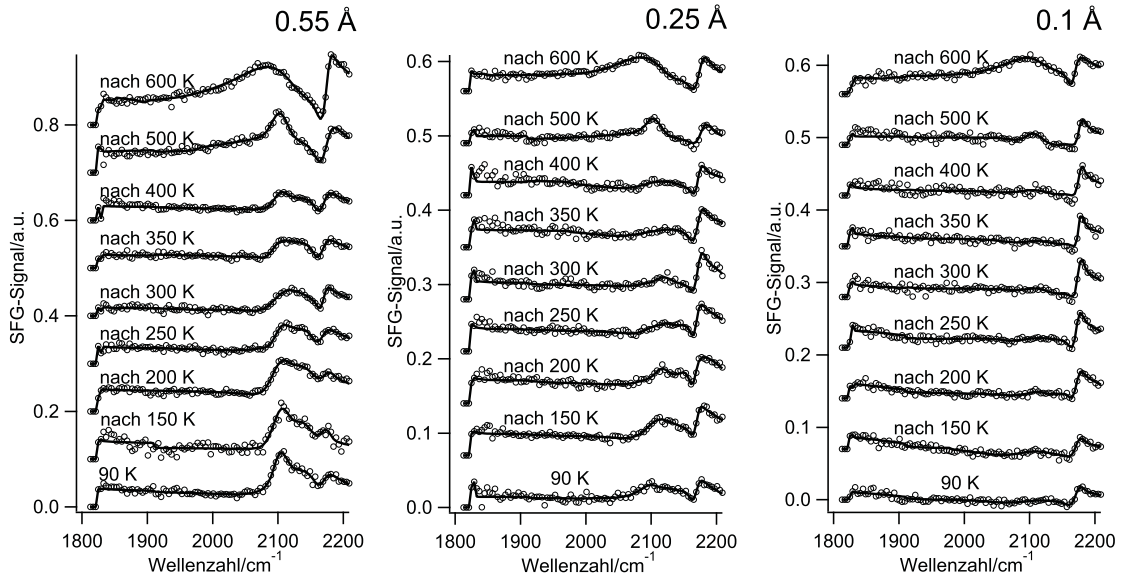 0.55 Å
nach 600 K
nach 500 K
nach 400 K
nach 350 K
nach 300 K
nach 250 K
nach 200 K
nach 150 K
90 K
0.8
0.6
0.4
0.2
0.0
SFG-Signal/a.u.
1800 1900 2000 2100 2200
Wellenzahl/cm-1
0.25 Å
nach 600 K
nach 500 K
nach 400 K
nach 350 K
nach 300 K
nach 250 K
nach 200 K
nach 150 K
90 K
0.6
0.5
0.4
0.3
0.2
0.1
0.0
SFG-Signal/a.u.
1800 1900 2000 2100 2200
Wellenzahl/cm-1
0.1 Å
nach 600 K
nach 500 K
nach 400 K
nach 350 K
nach 300 K
nach 250 K
nach 200 K
nach 150 K
90 K
0.6
0.5
0.4
0.3
0.2
0.1
0.0
SFG-Signal/a.u.
1800 1900 2000 2100 2200
Wellenzahl/cm-1